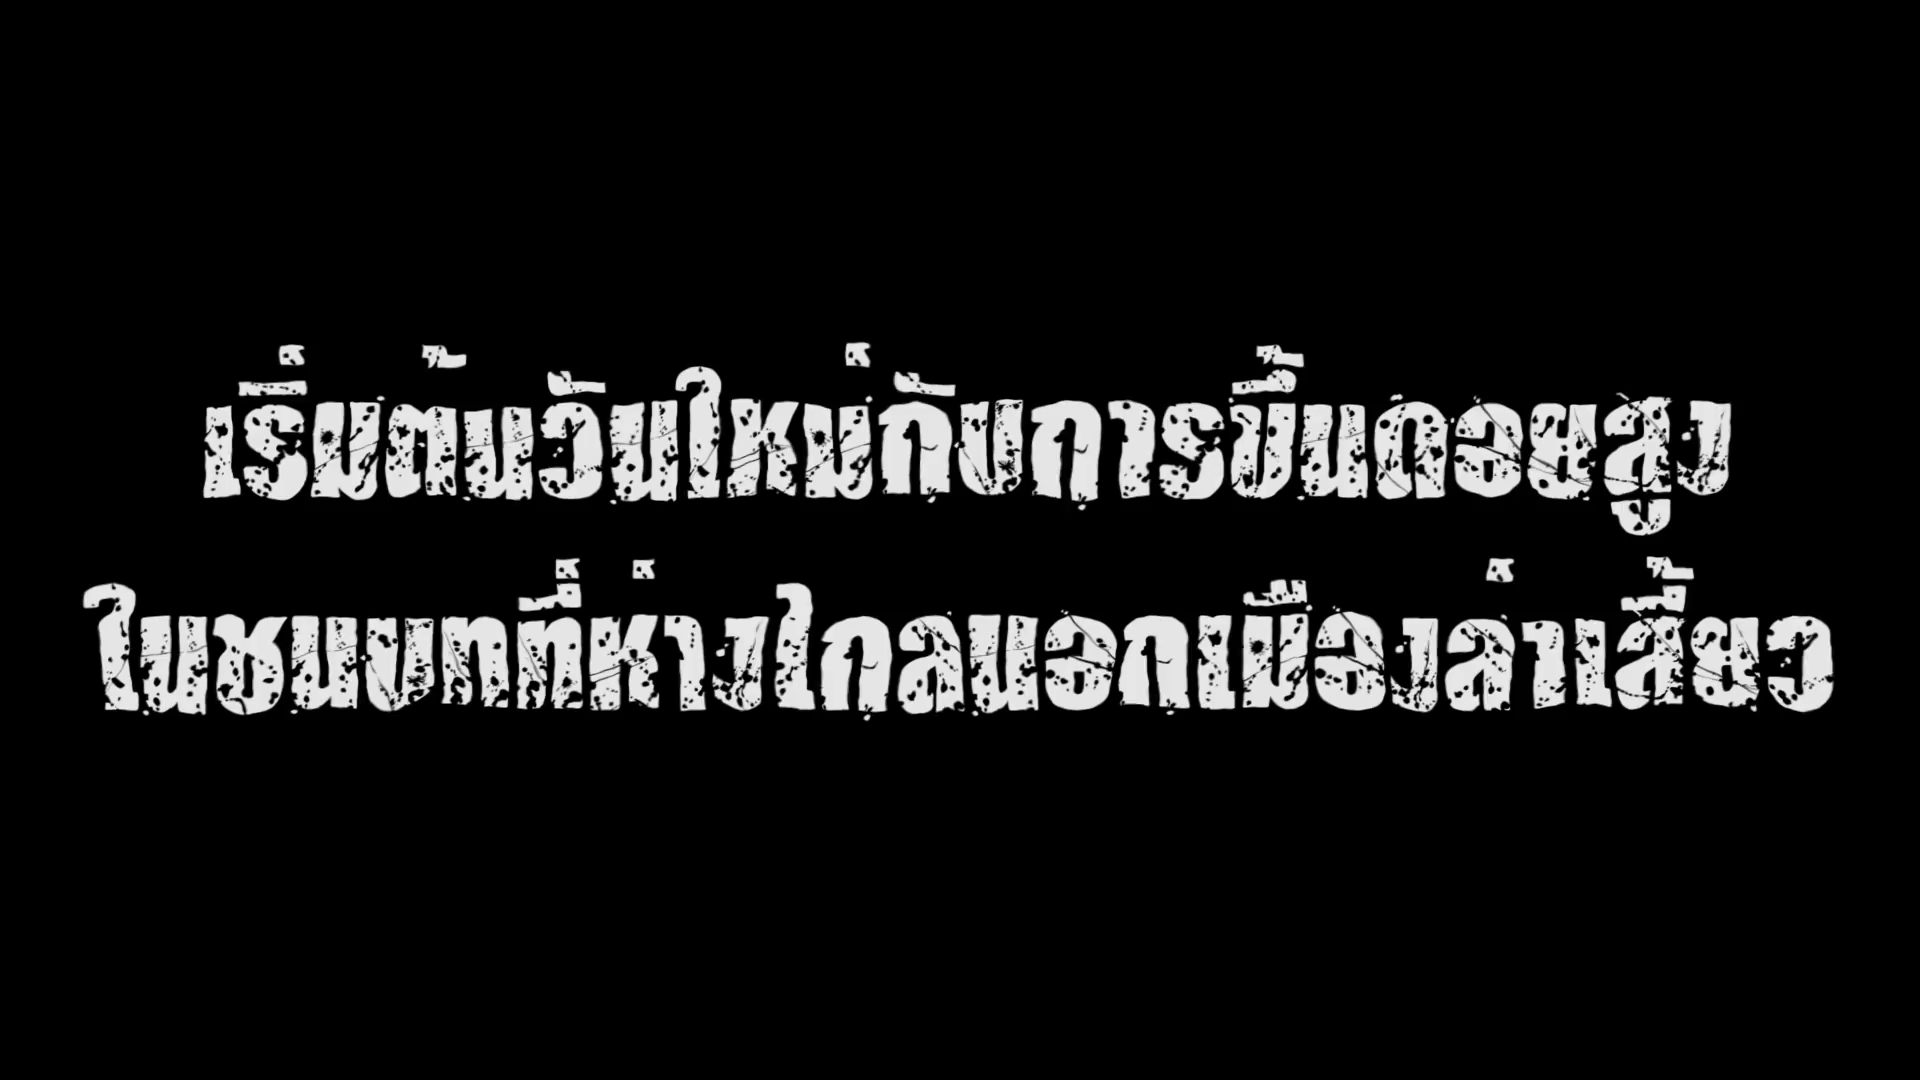 เริ่มต้นวันใหม่กับการขึ้นดอยสูง
ในชนบทที่ห่างไกลนอกเมืองล่าเสี้ยว